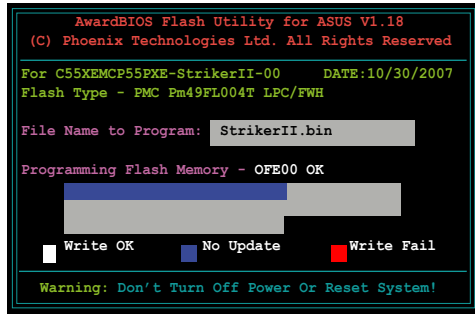 AwardBIOS Flash Utility for ASUS V1.18
(C) Phoenix Technologies Ltd. All Rights Reserved
For C55XEMCP55PXE-StrikerII-00 DATE:10/30/2007
Flash Type - PMC Pm49FL004T LPC/FWH
File Name to Program: StrikerII.bin
Programming Flash Memory - OFE00 OK
Write OK No Update Write Fail
Warning: Don't Turn Off Power Or Reset System!